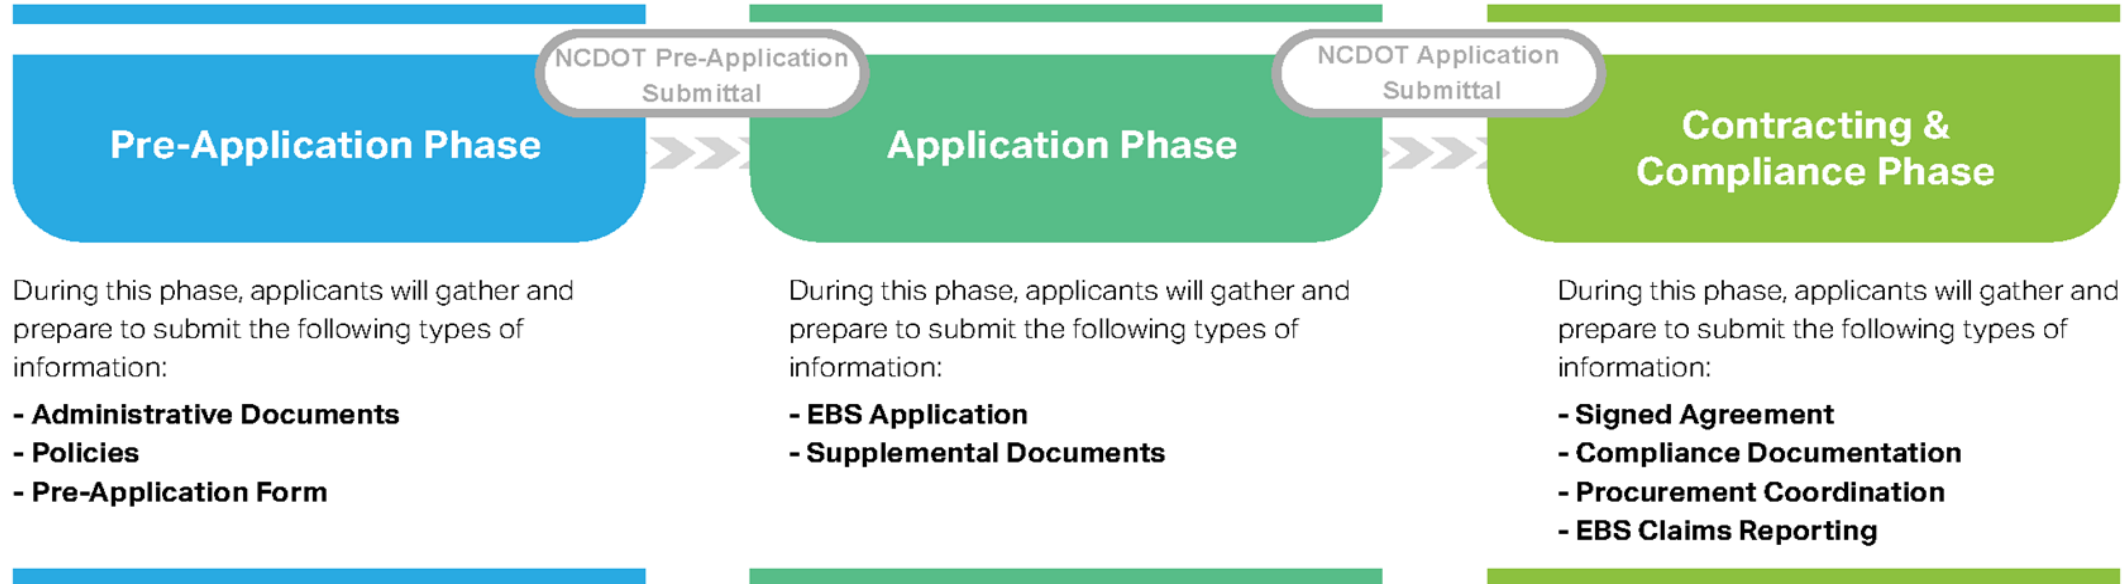 NCDOT Pre-Application
Submittal
NCDOT Application
Submittal
Pre-Application Phase
Application Phase
Contracting &
Compliance Phase
During this phase, applicants will gather and
prepare to submit the following types of
information:
- Administrative Documents
- Policies
- Pre-Application Form
During this phase, applicants will gather and
prepare to submit the following types of
information:
- EBS Application
- Supplemental Documents
During this phase, applicants will gather and
prepare to submit the following types of
information:
- Signed Agreement
- Compliance Documentation
- Procurement Coordination
- EBS Claims Reporting